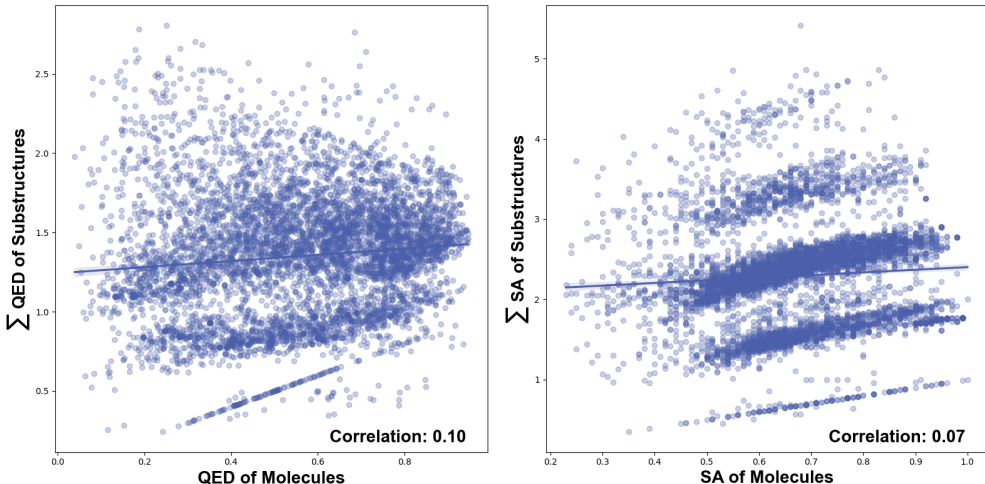 ∑ QED of Substructures
2.5
2.0
1.5
1.0
0.5
Correlation: 0.10
0.0 0.2 0.4 0.6 0.8
QED of Molecules
∑ SA of Substructures
5
4
3
2
1
Correlation: 0.07
0.2 0.3 0.4 0.5 0.6 0.7 0.8 0.9 1.0
SA of Molecules